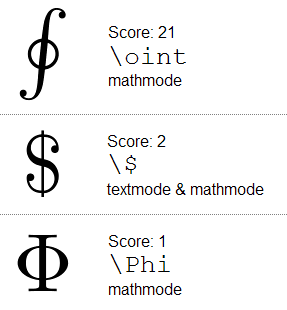 ∮
Score: 21
\oint
mathmode
$
Score: 2
\$
textmode & mathmode
Φ
Score: 1
\Phi
mathmode